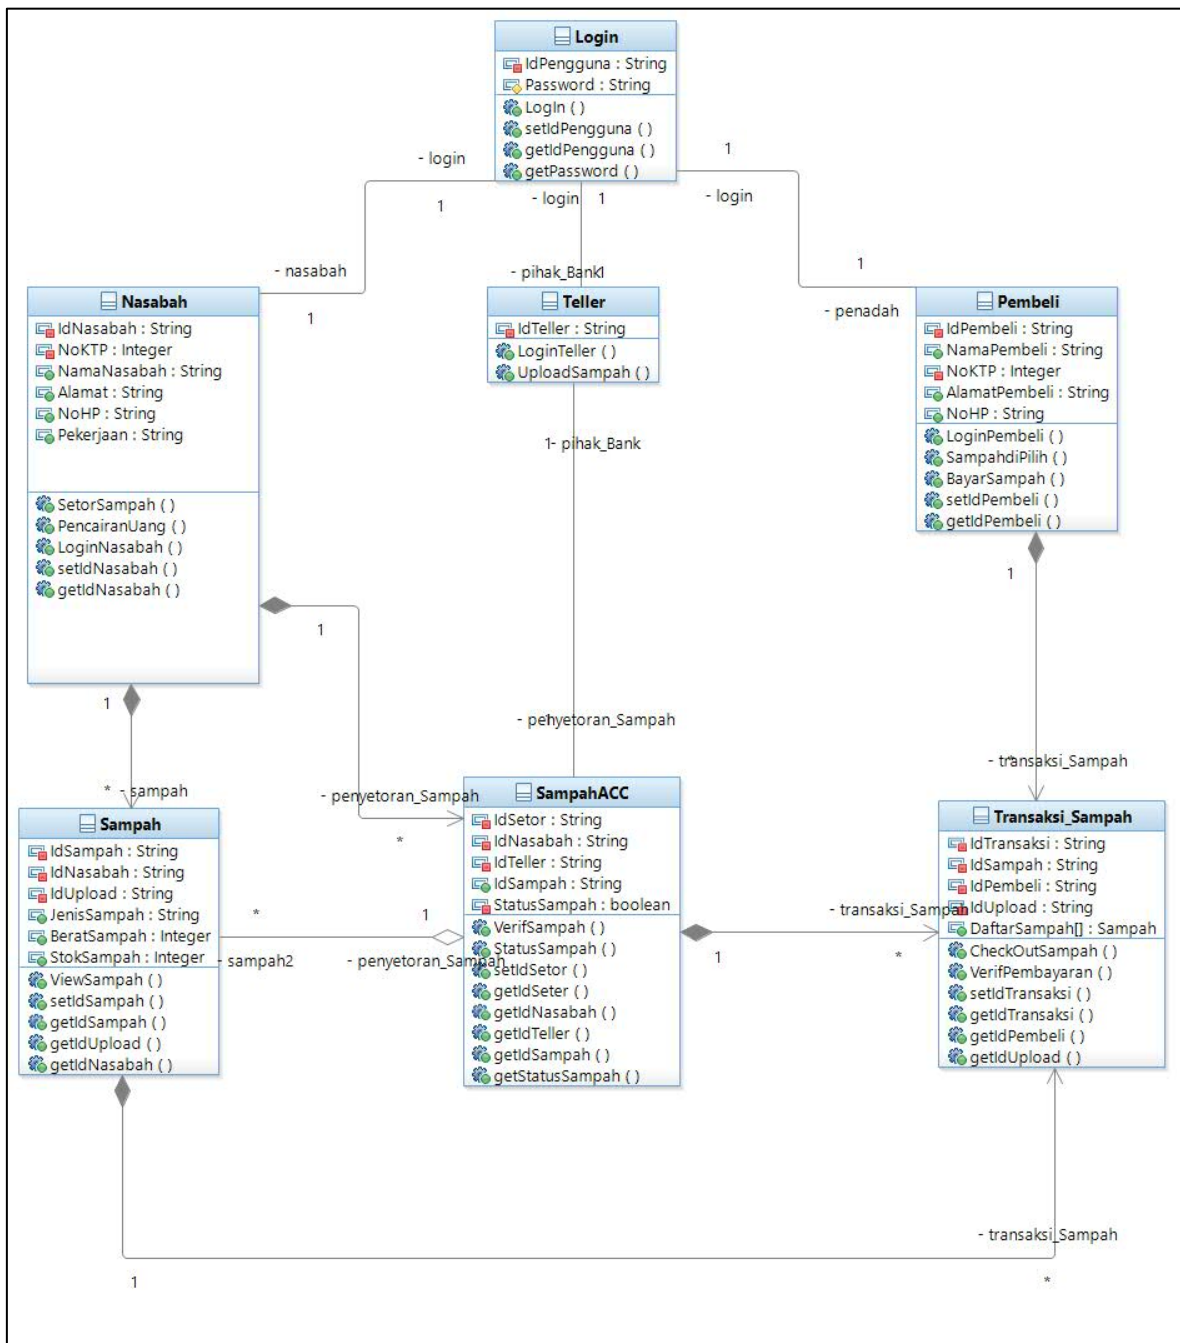 Login
IdPengguna : String
Password : String
LogIn ( )
setIdPengguna ( )
getIdPengguna ( )
getPassword ( )
- login
1
- login
1
1
- login
- nasabah
1
- pihak_Bank
1
1
- penadah
Nasabah
IdNasabah : String
NoKTP : Integer
NamaNasabah : String
Alamat : String
NoHP : String
Pekerjaan : String
SetorSampah ( )
PencairanUang ( )
LoginNasabah ( )
setIdNasabah ( )
getIdNasabah ( )
Teller
IdTeller : String
LoginTeller ( )
UploadSampah ( )
Pembeli
IdPembeli : String
NamaPembeli : String
NoKTP : Integer
AlamatPembeli : String
NoHP : String
LoginPembeli ( )
SampahdiPilih ( )
BayarSampah ( )
setIdPembeli ( )
getIdPembeli ( )
1
- pihak_Bank
1
1
1
- penyetoran_Sampah
1
- transaksi_Sampah
*
* - sampah
- penyetoran_Sampah
*
Sampah
IdSampah : String
IdNasabah : String
IdUpload : String
JenisSampah : String
BeratSampah : Integer
StokSampah : Integer
ViewSampah ( )
setIdSampah ( )
getIdSampah ( )
getIdUpload ( )
getIdNasabah ( )
*
1
- sampah2
- penyetoran_Sampah
SampahACC
IdSetor : String
IdNasabah : String
IdTeller : String
IdSampah : String
StatusSampah : boolean
VerifSampah ( )
StatusSampah ( )
setIdSetor ( )
getIdSeter ( )
getIdNasabah ( )
getIdTeller ( )
getIdSampah ( )
getStatusSampah ( )
- transaksi_Sampah
1
*
Transaksi_Sampah
IdTransaksi : String
IdSampah : String
IdPembeli : String
IdUpload : String
DaftarSampah[] : Sampah
CheckOutSampah ( )
VerifPembayaran ( )
setIdTransaksi ( )
getIdTransaksi ( )
getIdPembeli ( )
getIdUpload ( )
- transaksi_Sampah
1
*